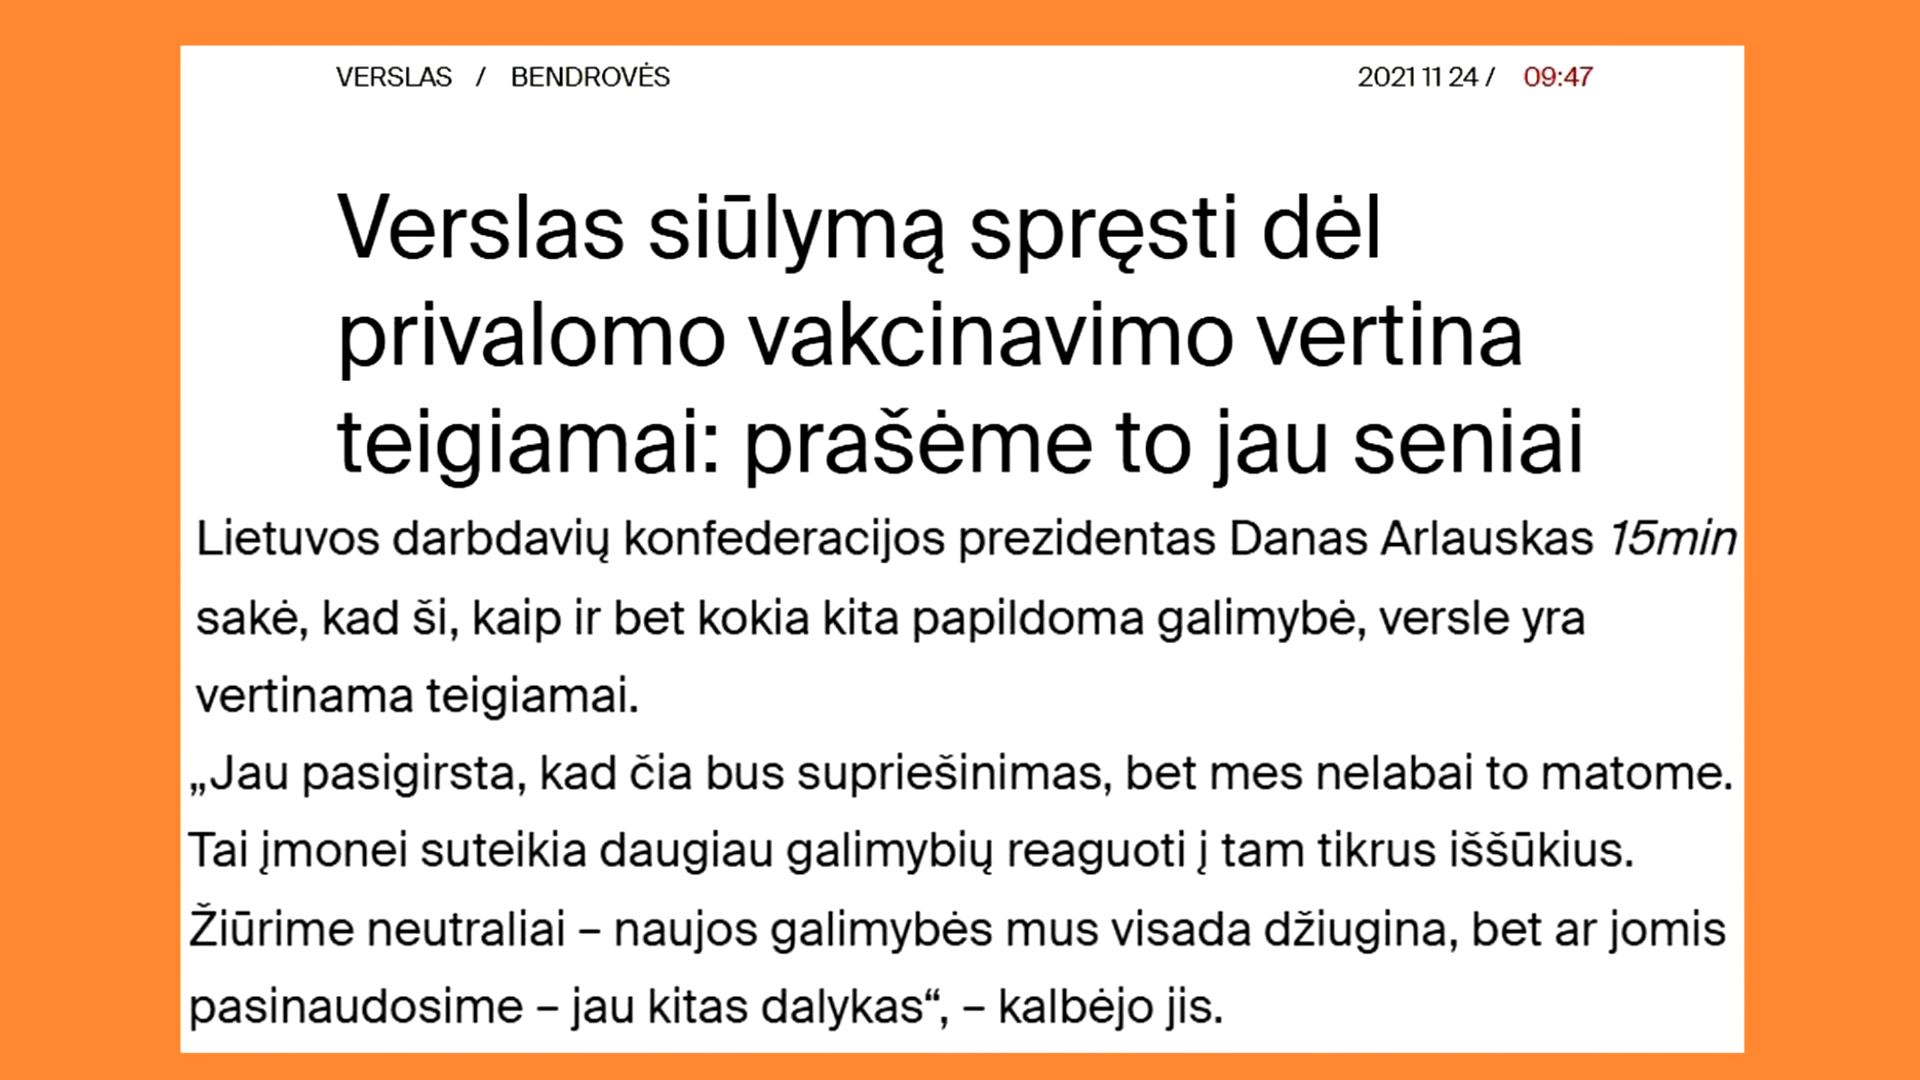 VERSLAS / BENDROVĖS 2021 11 24 / 09:47
Verslas siūlymą spręsti dėl
privalomo vakcinavimo vertina
teigiamai: prašėme to jau seniai
Lietuvos darbdavių konfederacijos prezidentas Danas Arlauskas 15min
sakė, kad ši, kaip ir bet kokia kita papildoma galimybė, versle yra
vertinama teigiamai.
„Jau pasigirsta, kad čia bus supriešinimas, bet mes nelabai to matome.
Tai įmonei suteikia daugiau galimybių reaguoti į tam tikrus iššūkius.
Žiūrime neutraliai – naujos galimybės mus visada džiugina, bet ar jomis
pasinaudosime – jau kitas dalykas“, – kalbėjo jis.